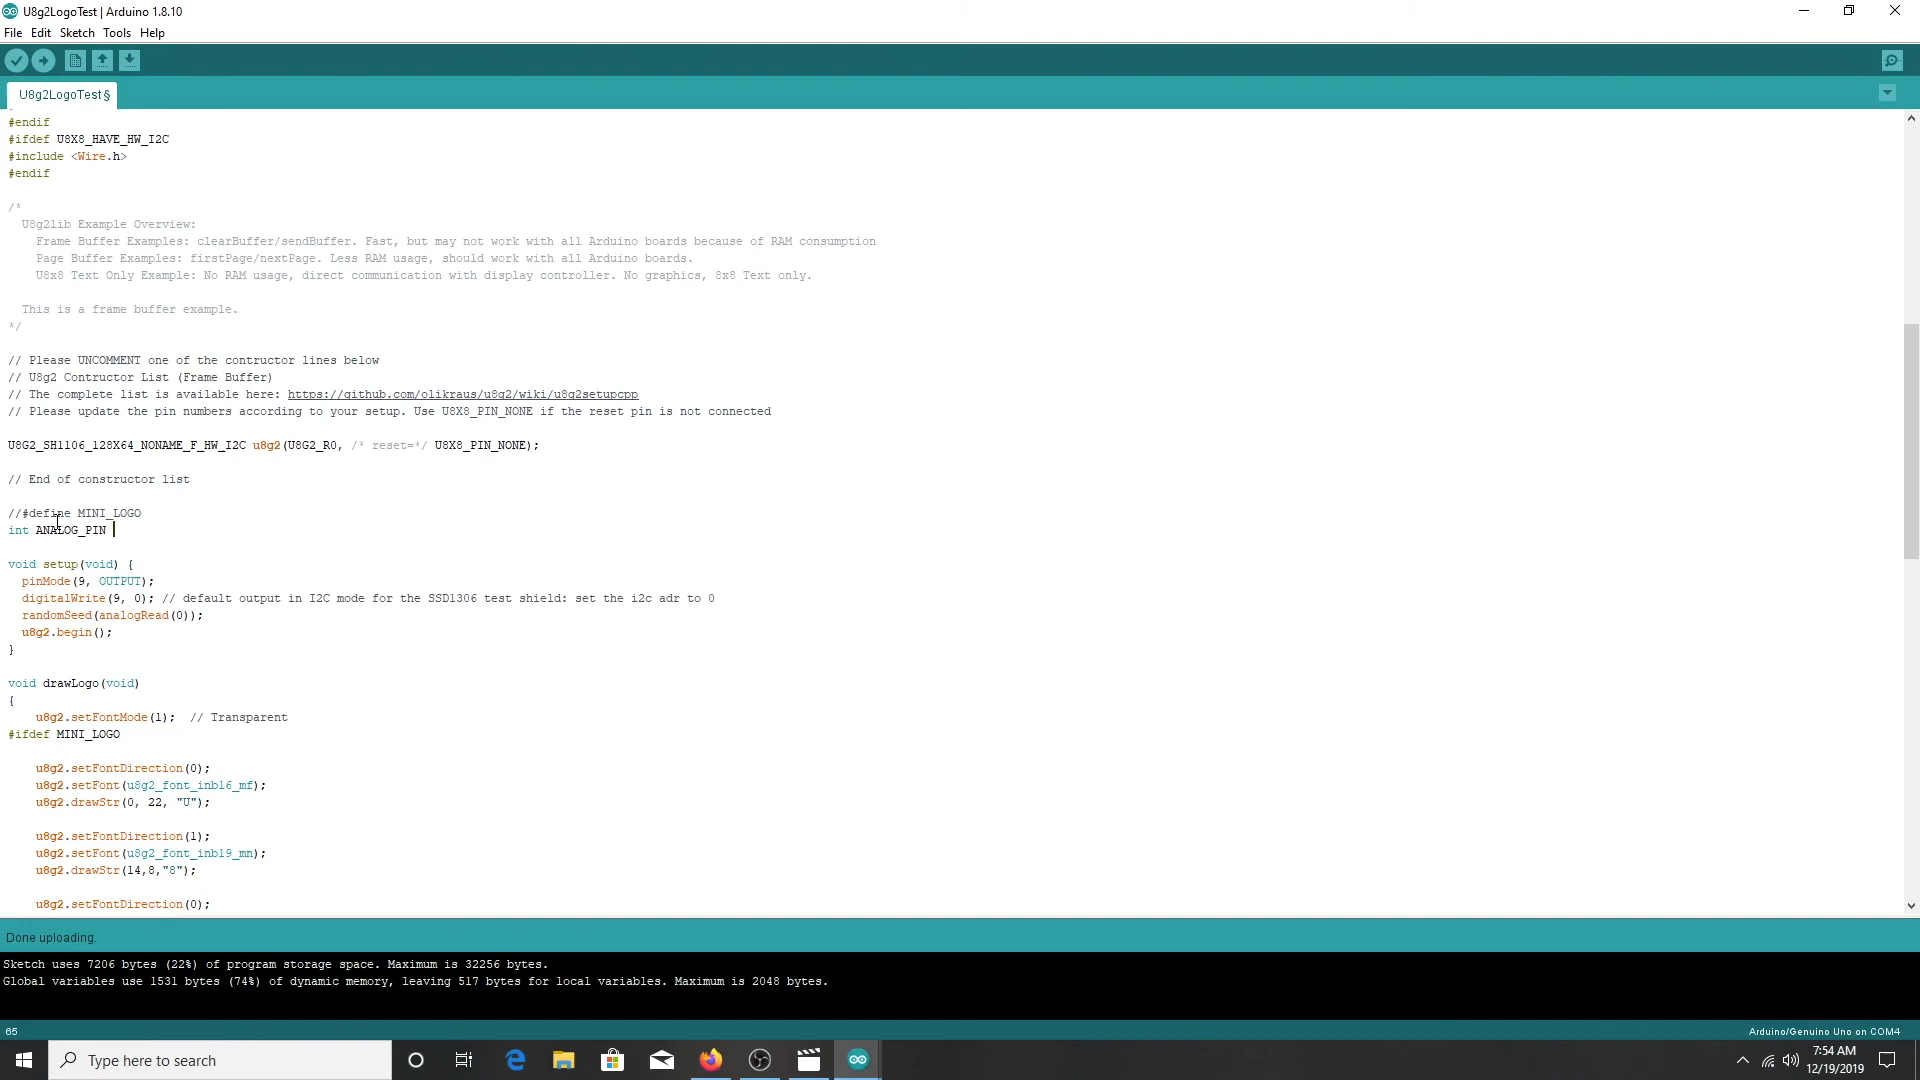 U8g2LogoTest | Arduino 1.8.10
File Edit Sketch Tools Help
U8g2LogoTest §
#endif
#ifdef U8X8_HAVE_HW_I2C
#include <Wire.h>
#endif
/*
U8g2lib Example Overview:
Frame Buffer Examples: clearBuffer/sendBuffer. Fast, but may not work with all Arduino boards because of RAM consumption
Page Buffer Examples: firstPage/nextPage. Less RAM usage, should work with all Arduino boards.
U8x8 Text Only Example: No RAM usage, direct communication with display controller. No graphics, 8x8 Text only.
This is a frame buffer example.
*/
// Please UNCOMMENT one of the contructor lines below
// U8g2 Contructor List (Frame Buffer)
// The complete list is available here: https://github.com/olikraus/u8g2/wiki/u8g2setupcpp
// Please update the pin numbers according to your setup. Use U8X8_PIN_NONE if the reset pin is not connected
U8G2_SH1106_128X64_NONAME_F_HW_I2C u8g2(U8G2_R0, /* reset=*/ U8X8_PIN_NONE);
// End of constructor list
//#define MINI_LOGO
int ANALOG_PIN
void setup(void) {
pinMode(9, OUTPUT);
digitalWrite(9, 0); // default output in I2C mode for the SSD1306 test shield: set the i2c adr to 0
randomSeed(analogRead(0));
u8g2.begin();
}
void drawLogo(void)
{
u8g2.setFontMode(1); // Transparent
#ifdef MINI_LOGO
u8g2.setFontDirection(0);
u8g2.setFont(u8g2_font_inb16_mf);
u8g2.drawStr(0, 22, "U");
u8g2.setFontDirection(1);
u8g2.setFont(u8g2_font_inb19_mn);
u8g2.drawStr(14,8,"8");
u8g2.setFontDirection(0);
Done uploading.
Sketch uses 7206 bytes (22%) of program storage space. Maximum is 32256 bytes.
Global variables use 1531 bytes (74%) of dynamic memory, leaving 517 bytes for local variables. Maximum is 2048 bytes.
65
Arduino/Genuino Uno on COM4
Type here to search
7:54 AM
12/19/2019